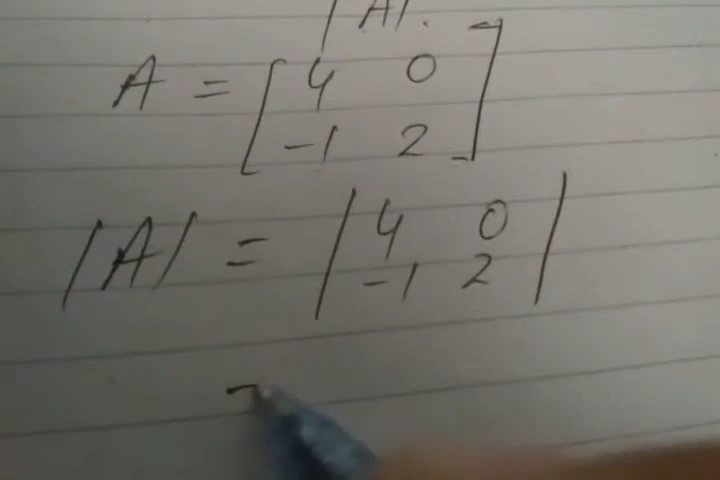 |A|.
A = [ 4 0
-1 2 ]
|A| = | 4 0
-1 2 |